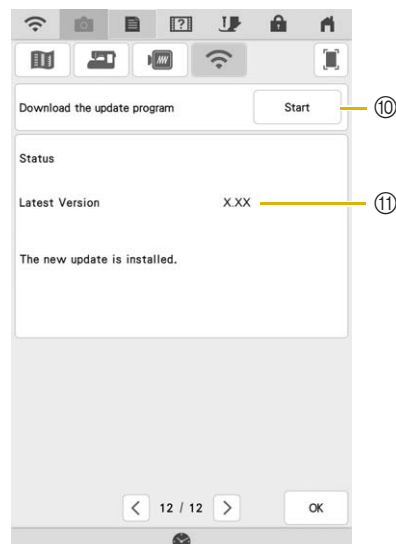 Download the update program
Start
⑩
Status
Latest Version X.XX
⑪
The new update is installed.
< 12 / 12 >
OK